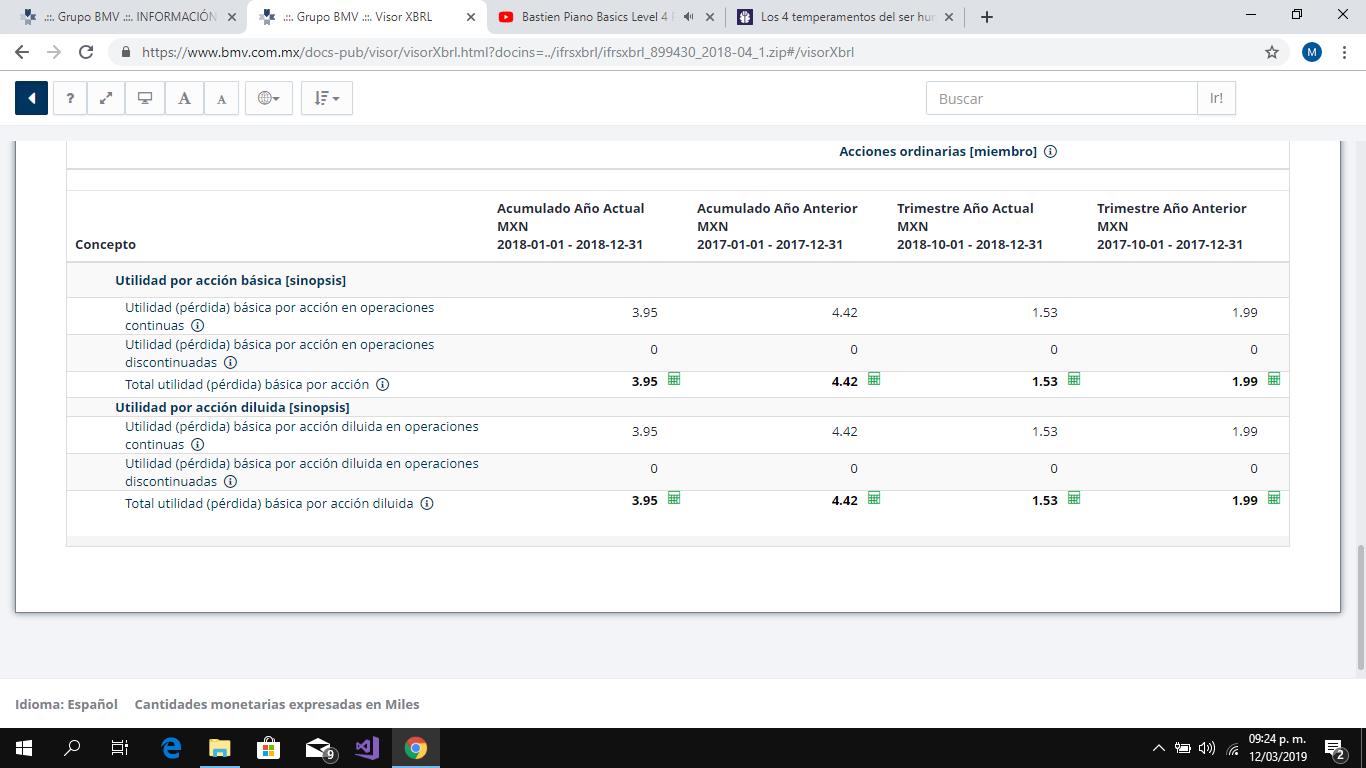 .:: Grupo BMV .::. INFORMACIÓN
.::. Grupo BMV .::. Visor XBRL
Bastien Piano Basics Level 4
Los 4 temperamentos del ser hu
https://www.bmv.com.mx/docs-pub/visor/visorXbrl.html?docins=../ifrsxbrl/ifrsxbrl_899430_2018-04_1.zip#/visorXbrl
M
?
A
A
Buscar
Ir!
Acciones ordinarias [miembro]
Concepto
Acumulado Año Actual
MXN
2018-01-01 - 2018-12-31
Acumulado Año Anterior
MXN
2017-01-01 - 2017-12-31
Trimestre Año Actual
MXN
2018-10-01 - 2018-12-31
Trimestre Año Anterior
MXN
2017-10-01 - 2017-12-31
Utilidad por acción básica [sinopsis]
Utilidad (pérdida) básica por acción en operaciones
continuas
3.95 4.42 1.53 1.99
Utilidad (pérdida) básica por acción en operaciones
discontinuadas
0 0 0 0
Total utilidad (pérdida) básica por acción
3.95 4.42 1.53 1.99
Utilidad por acción diluida [sinopsis]
Utilidad (pérdida) básica por acción diluida en operaciones
continuas
3.95 4.42 1.53 1.99
Utilidad (pérdida) básica por acción diluida en operaciones
discontinuadas
0 0 0 0
Total utilidad (pérdida) básica por acción diluida
3.95 4.42 1.53 1.99
Idioma: Español Cantidades monetarias expresadas en Miles
9
09:24 p. m.
12/03/2019
2